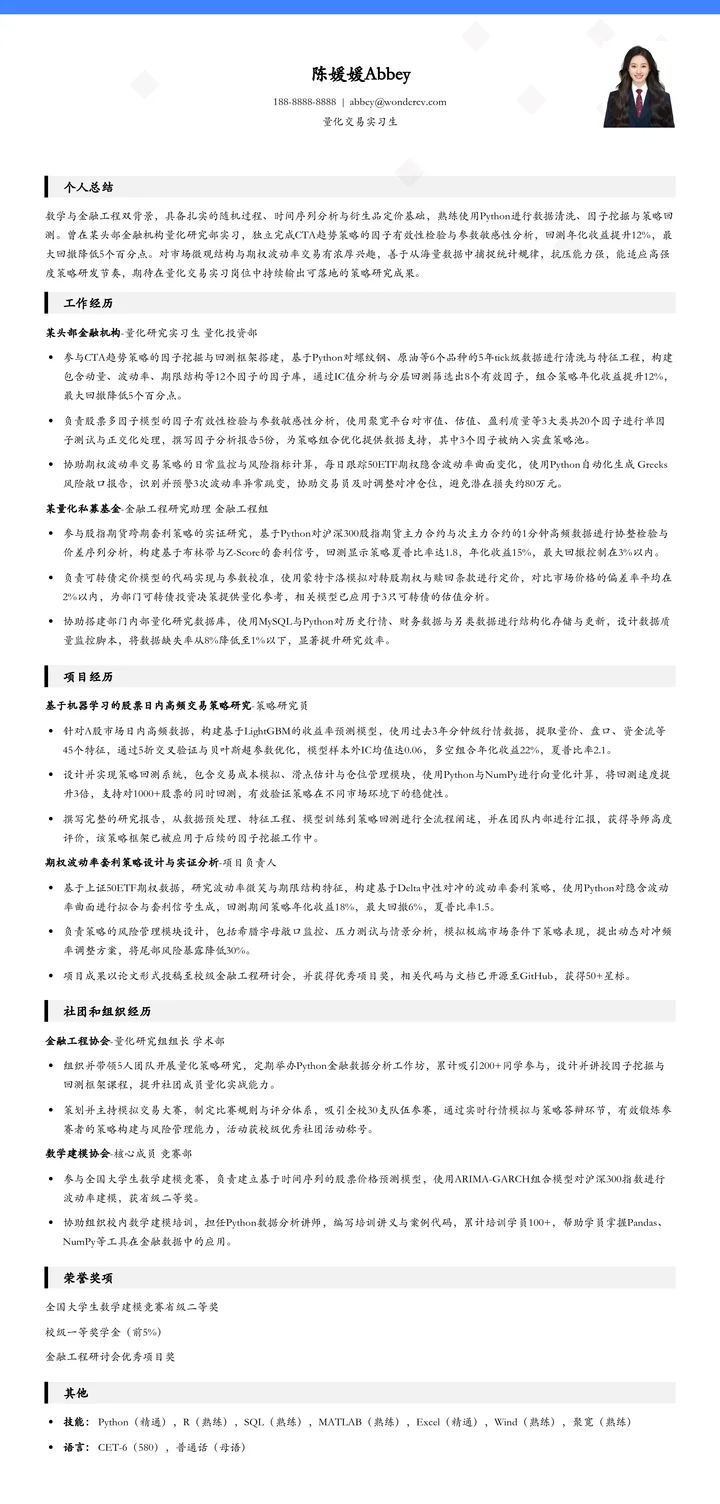 陈媛媛Abbey
188-8888-8888 | abbey@wondercv.com
量化交易实习生
个人总结
数学与金融工程双背景，具备扎实的随机过程、时间序列分析与衍生品定价基础，熟练使用Python进行数据清洗、因子挖掘与策略回
测。曾在某头部金融机构量化研究部实习，独立完成CTA趋势策略的因子有效性检验与参数敏感性分析，回测年化收益提升12%，最
大回撤降低5个百分点。对市场微观结构与期权波动率交易有浓厚兴趣，善于从海量数据中捕捉统计规律，抗压能力强，能适应高强
度策略研发节奏，期待在量化交易实习岗位中持续输出可落地的策略研究成果。
工作经历
某头部金融机构-量化研究实习生 量化投资部
• 参与CTA趋势策略的因子挖掘与回测框架搭建，基于Python对螺纹钢、原油等6个品种的5年tick级数据进行清洗与特征工程，构建
包含动量、波动率、期限结构等12个因子的因子库，通过IC值分析与分层回测筛选出8个有效因子，组合策略年化收益提升12%，
最大回撤降低5个百分点。
• 负责股票多因子模型的因子有效性检验与参数敏感性分析，使用聚宽平台对市值、估值、盈利质量等3大类共20个因子进行单因
子测试与正交化处理，撰写因子分析报告5份，为策略组合优化提供数据支持，其中3个因子被纳入实盘策略池。
• 协助期权波动率交易策略的日常监控与风险指标计算，每日跟踪50ETF期权隐含波动率曲面变化，使用Python自动化生成 Greeks
风险敞口报告，识别并预警3次波动率异常跳变，协助交易员及时调整对冲仓位，避免潜在损失约80万元。
某量化私募基金-金融工程研究助理 金融工程组
• 参与股指期货跨期套利策略的实证研究，基于Python对沪深300股指期货主力合约与次主力合约的1分钟高频数据进行协整检验与
价差序列分析，构建基于布林带与Z-Score的套利信号，回测显示策略夏普比率达1.8，年化收益15%，最大回撤控制在3%以内。
• 负责可转债定价模型的代码实现与参数校准，使用蒙特卡洛模拟对转股期权与赎回条款进行定价，对比市场价格的偏差率平均在
2%以内，为部门可转债投资决策提供量化参考，相关模型已应用于3只可转债的估值分析。
• 协助搭建部门内部量化研究数据库，使用MySQL与Python对历史行情、财务数据与另类数据进行结构化存储与更新，设计数据质
量监控脚本，将数据缺失率从8%降低至1%以下，显著提升研究效率。
项目经历
基于机器学习的股票日内高频交易策略研究-策略研究员
• 针对A股市场日内高频数据，构建基于LightGBM的收益率预测模型，使用过去3年分钟级行情数据，提取量价、盘口、资金流等
45个特征，通过5折交叉验证与贝叶斯超参数优化，模型样本外IC均值达0.06，多空组合年化收益22%，夏普比率2.1。
• 设计并实现策略回测系统，包含交易成本模拟、滑点估计与仓位管理模块，使用Python与NumPy进行向量化计算，将回测速度提
升3倍，支持对1000+股票的同时回测，有效验证策略在不同市场环境下的稳健性。
• 撰写完整的研究报告，从数据预处理、特征工程、模型训练到策略回测进行全流程阐述，并在团队内部进行汇报，获得导师高度
评价，该策略框架已被应用于后续的因子挖掘工作中。
期权波动率套利策略设计与实证分析-项目负责人
• 基于上证50ETF期权数据，研究波动率微笑与期限结构特征，构建基于Delta中性对冲的波动率套利策略，使用Python对隐含波动
率曲面进行拟合与套利信号生成，回测期间策略年化收益18%，最大回撤6%，夏普比率1.5。
• 负责策略的风险管理模块设计，包括希腊字母敞口监控、压力测试与情景分析，模拟极端市场条件下策略表现，提出动态对冲频
率调整方案，将尾部风险暴露降低30%。
• 项目成果以论文形式投稿至校级金融工程研讨会，并获得优秀项目奖，相关代码与文档已开源至GitHub，获得50+星标。
社团和组织经历
金融工程协会-量化研究组组长 学术部
• 组织并带领5人团队开展量化策略研究，定期举办Python金融数据分析工作坊，累计吸引200+同学参与，设计并讲授因子挖掘与
回测框架课程，提升社团成员量化实战能力。
• 策划并主持模拟交易大赛，制定比赛规则与评分体系，吸引全校30支队伍参赛，通过实时行情模拟与策略答辩环节，有效锻炼参
赛者的策略构建与风险管理能力，活动获校级优秀社团活动称号。
数学建模协会-核心成员 竞赛部
• 参与全国大学生数学建模竞赛，负责建立基于时间序列的股票价格预测模型，使用ARIMA-GARCH组合模型对沪深300指数进行
波动率建模，获省级二等奖。
• 协助组织校内数学建模培训，担任Python数据分析讲师，编写培训讲义与案例代码，累计培训学员100+，帮助学员掌握Pandas、
NumPy等工具在金融数据中的应用。
荣誉奖项
全国大学生数学建模竞赛省级二等奖
校级一等奖学金（前5%）
金融工程研讨会优秀项目奖
其他
• 技能： Python（精通），R（熟练），SQL（熟练），MATLAB（熟练），Excel（精通），Wind（熟练），聚宽（熟练）
• 语言： CET-6（580），普通话（母语）